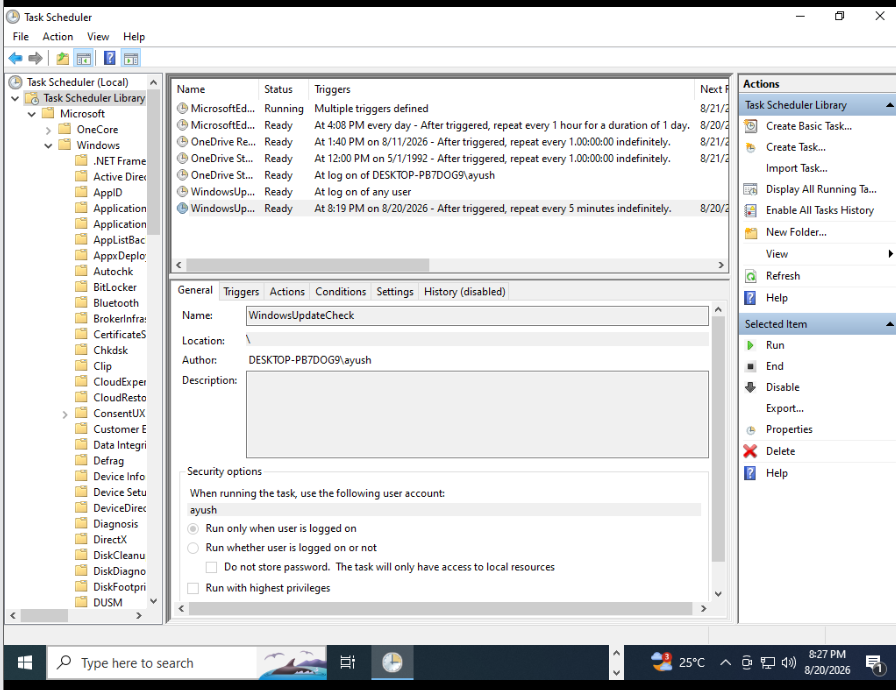 Task Scheduler
File Action View Help
Task Scheduler (Local)
Task Scheduler Library
Microsoft
OneCore
Windows
.NET Frame
Active Direc
AppID
Application
Application
AppListBac
AppxDeploy
Autochk
BitLocker
Bluetooth
BrokerInfras
CertificateS
Chkdsk
Clip
CloudExper
CloudResto
ConsentUX
Customer E
Data Integri
Defrag
Device Info
Device Setu
DeviceDirec
Diagnosis
DirectX
DiskCleanu
DiskDiagno
DiskFootpri
DUSM
Name Status Triggers Next R
MicrosoftEd... Running Multiple triggers defined 8/21/2
MicrosoftEd... Ready At 4:08 PM every day - After triggered, repeat every 1 hour for a duration of 1 day. 8/20/2
OneDrive Re... Ready At 1:40 PM on 8/11/2026 - After triggered, repeat every 1.00:00:00 indefinitely. 8/21/2
OneDrive St... Ready At 12:00 PM on 5/1/1992 - After triggered, repeat every 1.00:00:00 indefinitely. 8/21/2
OneDrive St... Ready At log on of DESKTOP-PB7DOG9\ayush
WindowsUp... Ready At log on of any user
WindowsUp... Ready At 8:19 PM on 8/20/2026 - After triggered, repeat every 5 minutes indefinitely. 8/20/2
General Triggers Actions Conditions Settings History (disabled)
Name: WindowsUpdateCheck
Location: \
Author: DESKTOP-PB7DOG9\ayush
Description:
Security options
When running the task, use the following user account:
ayush
Run only when user is logged on
Run whether user is logged on or not
Do not store password. The task will only have access to local resources
Run with highest privileges
Actions
Task Scheduler Library
Create Basic Task...
Create Task...
Import Task...
Display All Running Ta...
Enable All Tasks History
New Folder...
View
Refresh
Help
Selected Item
Run
End
Disable
Export...
Properties
Delete
Help
Type here to search
3
25°C
8:27 PM
8/20/2026
1